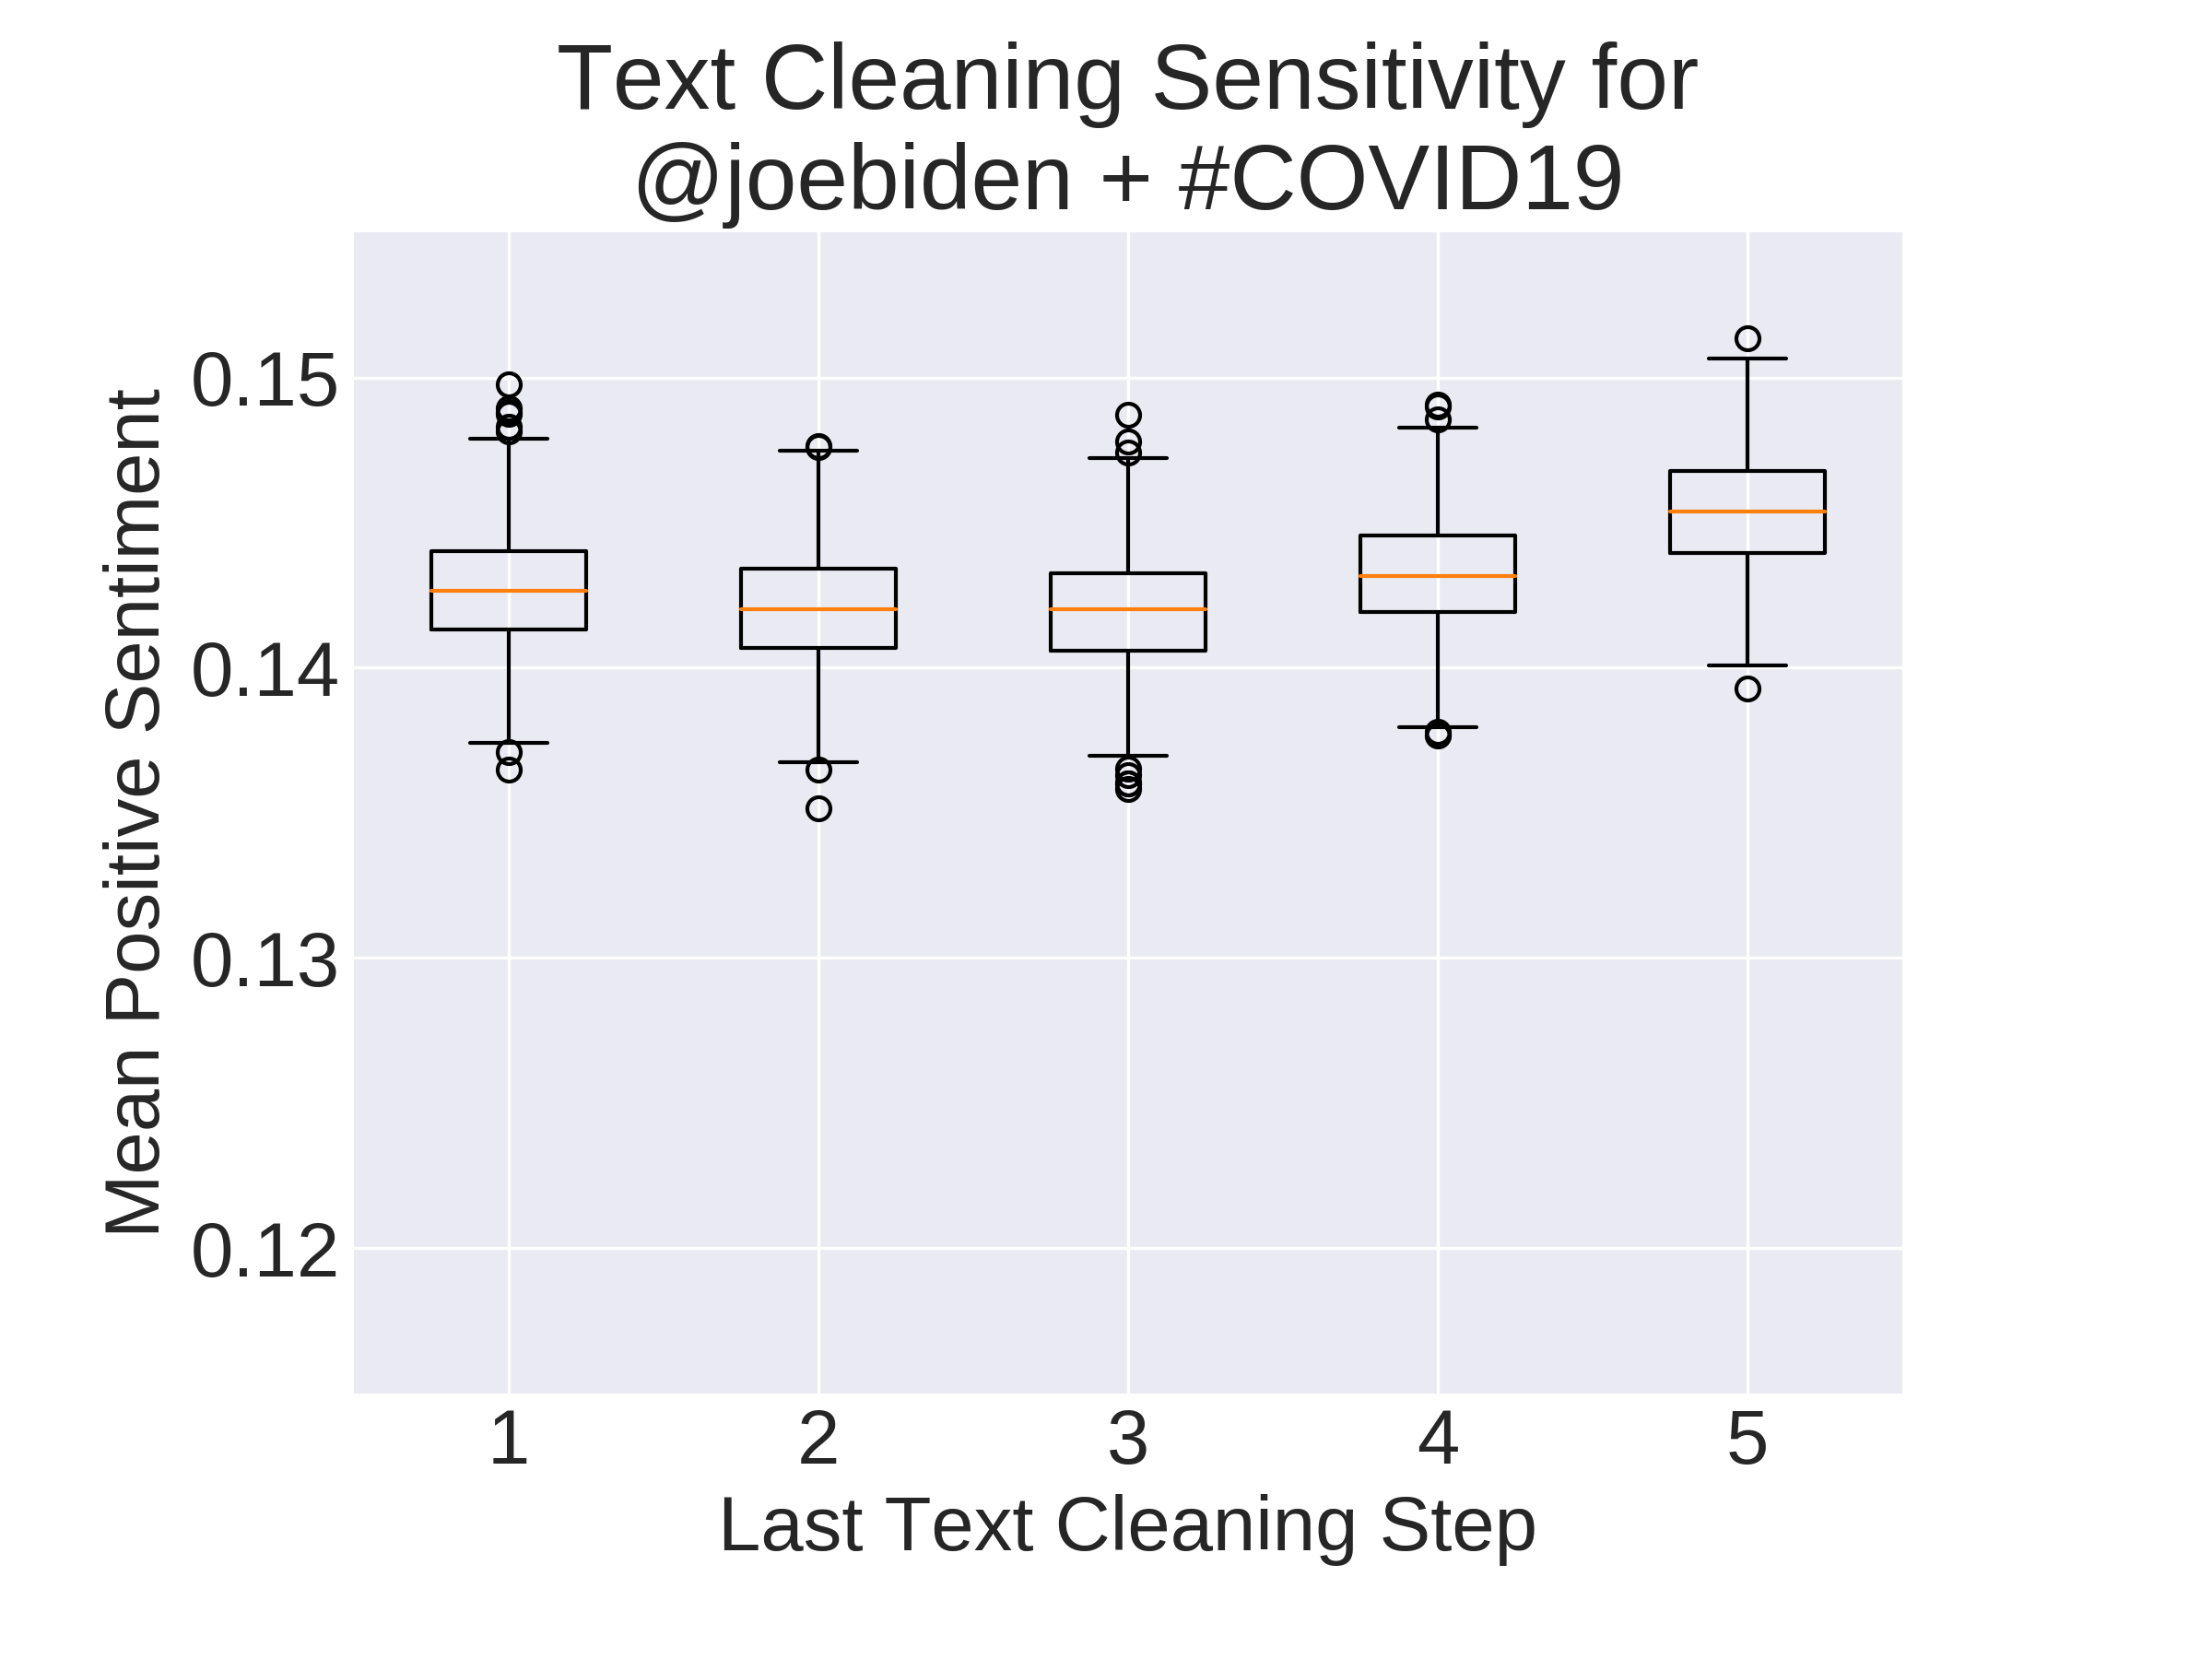 Text Cleaning Sensitivity for
@joebiden + #COVID19
Mean Positive Sentiment
0.15
0.14
0.13
0.12
1 2 3 4 5
Last Text Cleaning Step